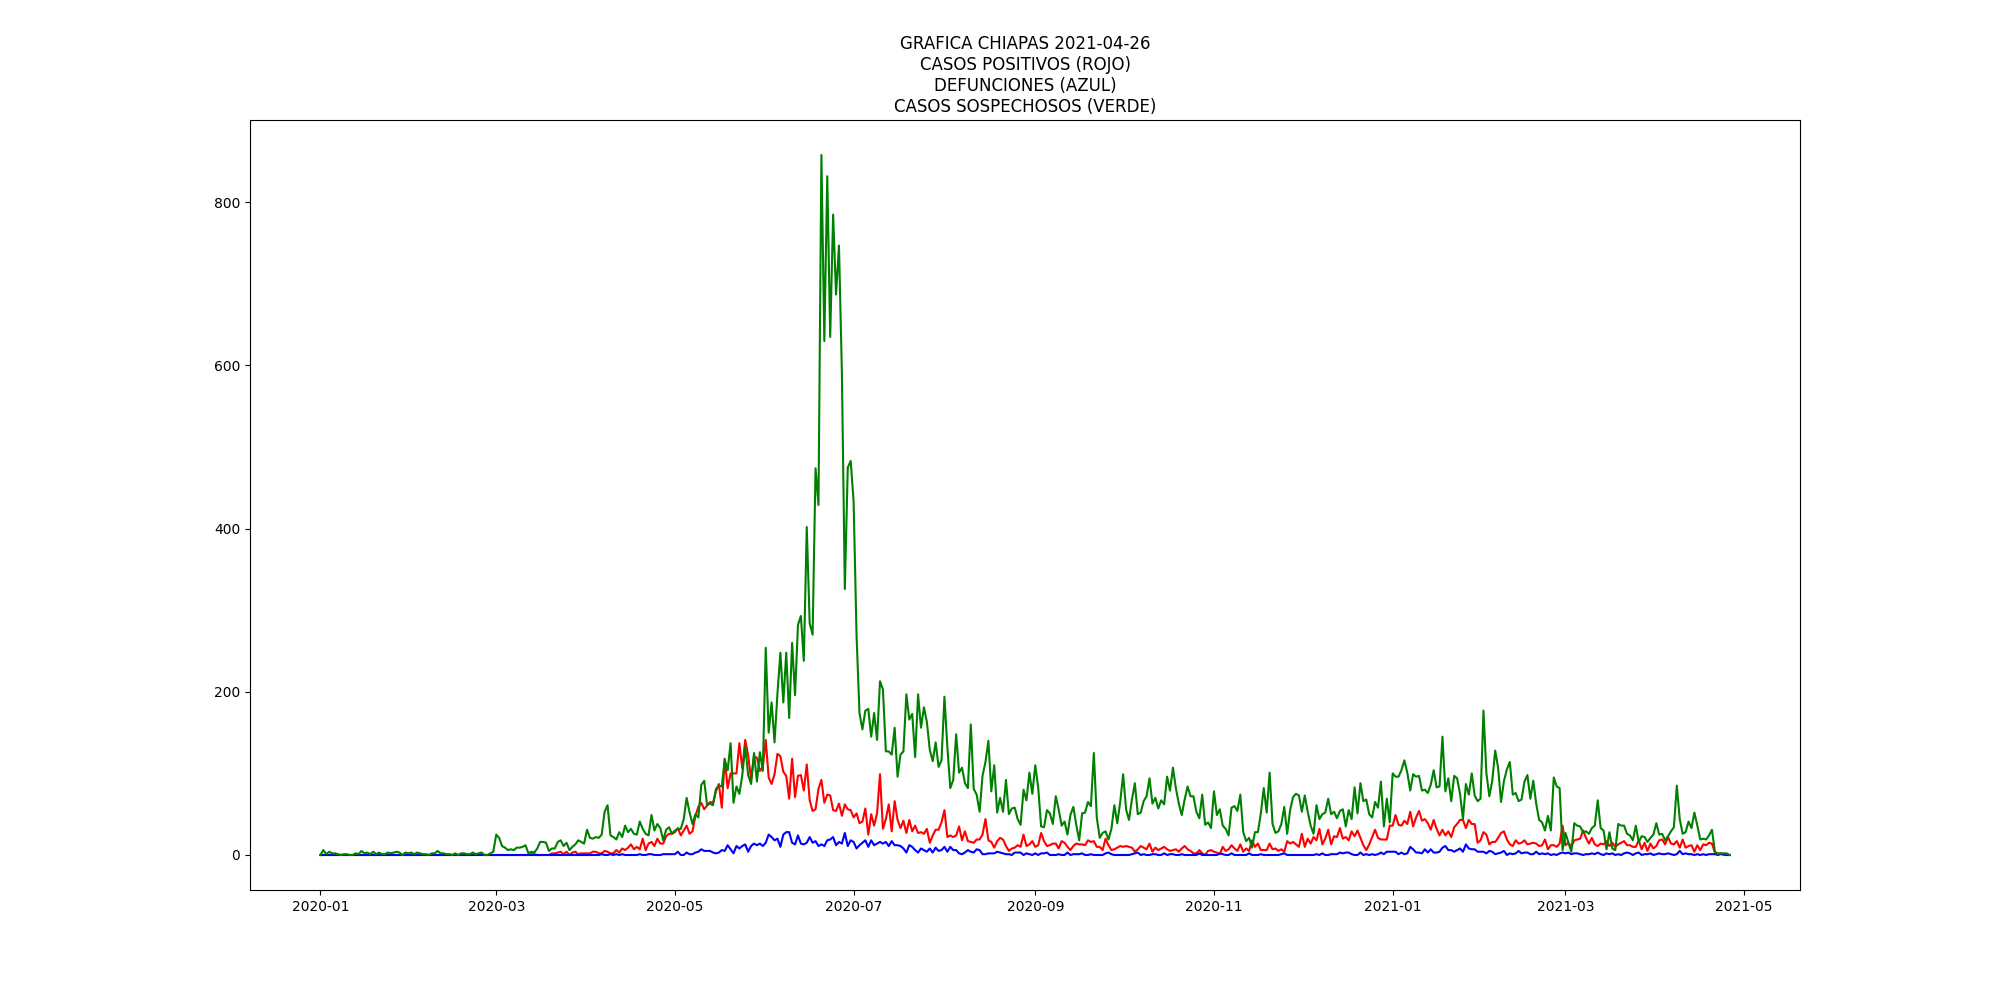 GRAFICA CHIAPAS 2021-04-26
CASOS POSITIVOS (ROJO)
DEFUNCIONES (AZUL)
CASOS SOSPECHOSOS (VERDE)
800
600
400
200
0
2020-01 2020-03 2020-05 2020-07 2020-09 2020-11 2021-01 2021-03 2021-05